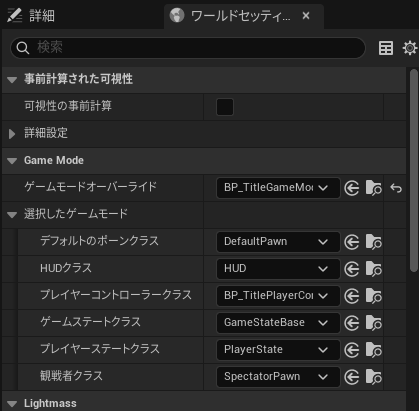 詳細
ワールドセッティ...
検索
事前計算された可視性
可視性の事前計算
詳細設定
Game Mode
ゲームモードオーバーライド
BP_TitleGameMo
選択したゲームモード
デフォルトのポーンクラス
DefaultPawn
HUDクラス
HUD
プレイヤーコントローラークラス
BP_TitlePlayerCo
ゲームステートクラス
GameStateBase
プレイヤーステートクラス
PlayerState
観戦者クラス
SpectatorPawn
Lightmass